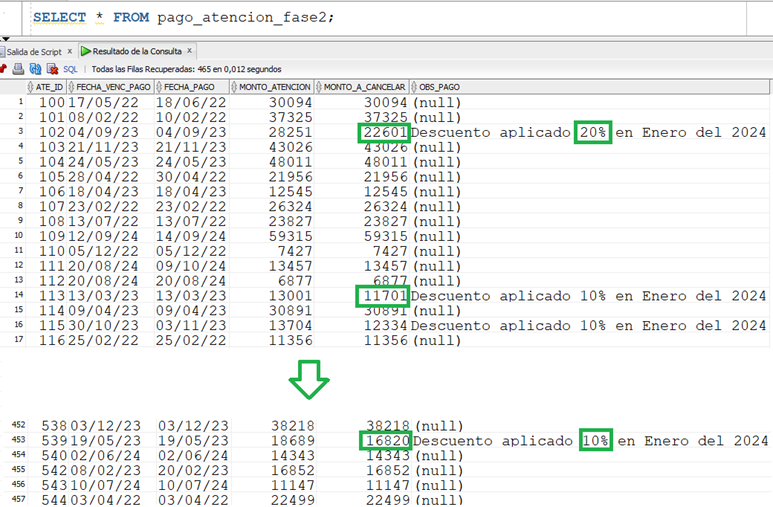 SELECT * FROM pago_atencion_fase2;
Salida de Script x Resultado de la Consulta x
SQL | Todas las Filas Recuperadas: 465 en 0,012 segundos
ATE_ID FECHA_VENC_PAGO FECHA_PAGO MONTO_ATENCION MONTO_A_CANCELAR OBS_PAGO
1 100 17/05/22 18/06/22 30094 30094 (null)
2 101 08/02/22 10/02/22 37325 37325 (null)
3 102 04/09/23 04/09/23 28251 22601 Descuento aplicado 20% en Enero del 2024
4 103 21/11/23 21/11/23 43026 43026 (null)
5 104 24/05/23 24/05/23 48011 48011 (null)
6 105 28/04/22 30/04/22 21956 21956 (null)
7 106 18/04/23 18/04/23 12545 12545 (null)
8 107 23/02/22 23/02/22 26324 26324 (null)
9 108 13/07/22 13/07/22 23827 23827 (null)
10 109 12/09/24 14/09/24 59315 59315 (null)
11 110 05/12/22 05/12/22 7427 7427 (null)
12 111 20/08/24 09/10/24 13457 13457 (null)
13 112 20/08/24 20/08/24 6877 6877 (null)
14 113 13/03/23 13/03/23 13001 11701 Descuento aplicado 10% en Enero del 2024
15 114 09/04/23 09/04/23 30891 30891 (null)
16 115 30/10/23 03/11/23 13704 12334 Descuento aplicado 10% en Enero del 2024
17 116 25/02/22 25/02/22 11356 11356 (null)
452 538 03/12/23 03/12/23 38218 38218 (null)
453 539 19/05/23 19/05/23 18689 16820 Descuento aplicado 10% en Enero del 2024
454 540 02/06/24 02/06/24 14343 14343 (null)
455 542 08/02/23 20/02/23 16852 16852 (null)
456 543 10/07/24 10/07/24 11147 11147 (null)
457 544 03/04/22 03/04/22 22499 22499 (null)